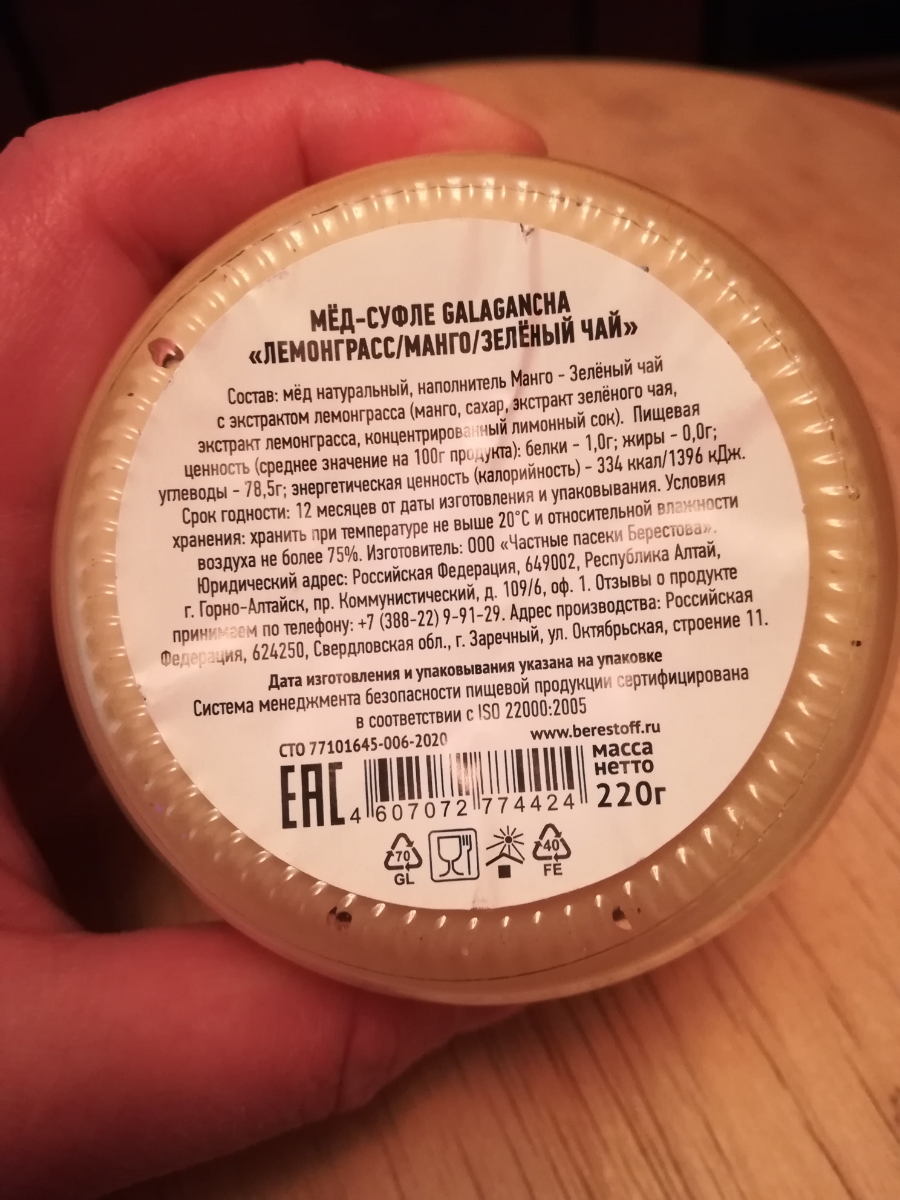 МЁД-СУФЛЕ GALAGANCHA
«ЛЕМОНГРАСС/МАНГО/ЗЕЛЁНЫЙ ЧАЙ»
Состав: мёд натуральный, наполнитель Манго - Зелёный чай
с экстрактом лемонграсса (манго, сахар, экстракт зелёного чая,
экстракт лемонграсса, концентрированный лимонный сок). Пищевая
ценность (среднее значение на 100г продукта): белки - 1,0г; жиры - 0,0г;
углеводы - 78,5г; энергетическая ценность (калорийность) - 334 ккал/1396 кДж.
Срок годности: 12 месяцев от даты изготовления и упаковывания. Условия
хранения: хранить при температуре не выше 20°С и относительной влажности
воздуха не более 75%. Изготовитель: ООО «Частные пасеки Берестова».
Юридический адрес: Российская Федерация, 649002, Республика Алтай,
г. Горно-Алтайск, пр. Коммунистический, д. 109/6, оф. 1. Отзывы о продукте
принимаем по телефону: +7 (388-22) 9-91-29. Адрес производства: Российская
Федерация, 624250, Свердловская обл., г. Заречный, ул. Октябрьская, строение 11.
Дата изготовления и упаковывания указана на упаковке
Система менеджмента безопасности пищевой продукции сертифицирована
в соответствии с ISO 22000:2005
СТО 77101645-006-2020 www.berestoff.ru
EAC 4 607072 774424 масса
нетто
220г
70 40
GL FE